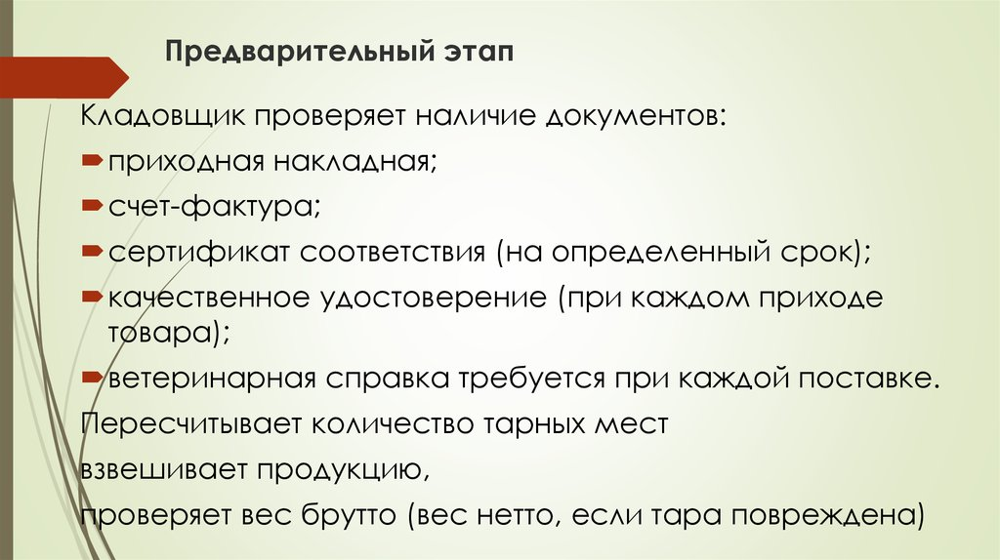 Предварительный этап
Кладовщик проверяет наличие документов:
приходная накладная;
счет-фактура;
сертификат соответствия (на определенный срок);
качественное удостоверение (при каждом приходе
товара);
ветеринарная справка требуется при каждой поставке.
Пересчитывает количество тарных мест
взвешивает продукцию,
проверяет вес брутто (вес нетто, если тара повреждена)